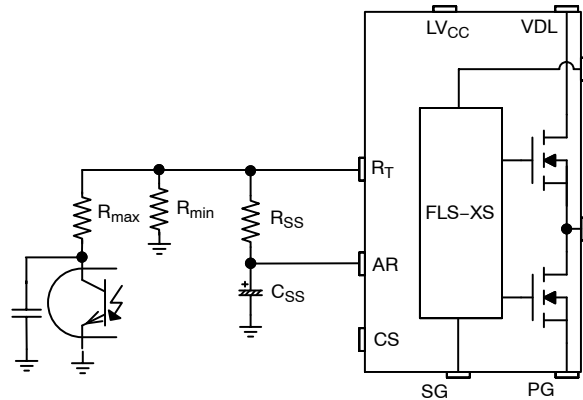 LVCC
VDL
RT
Rmax
Rmin
RSS
FLS-XS
AR
+
CSS
CS
SG
PG